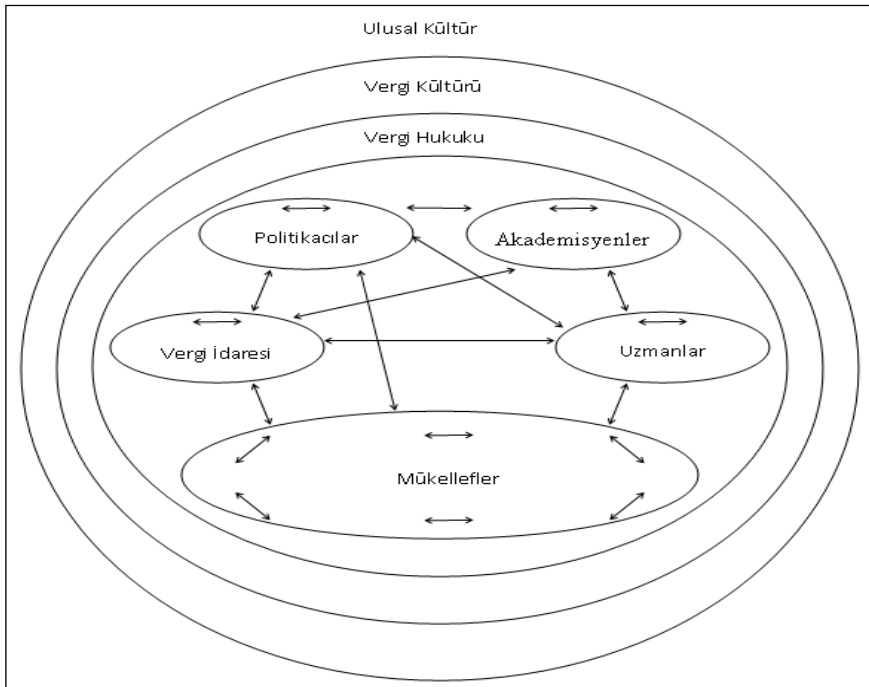 Ulusal Kültür
Vergi Kültürü
Vergi Hukuku
Politikacılar
Akademisyenler
Vergi İdaresi
Uzmanlar
Mükellefler